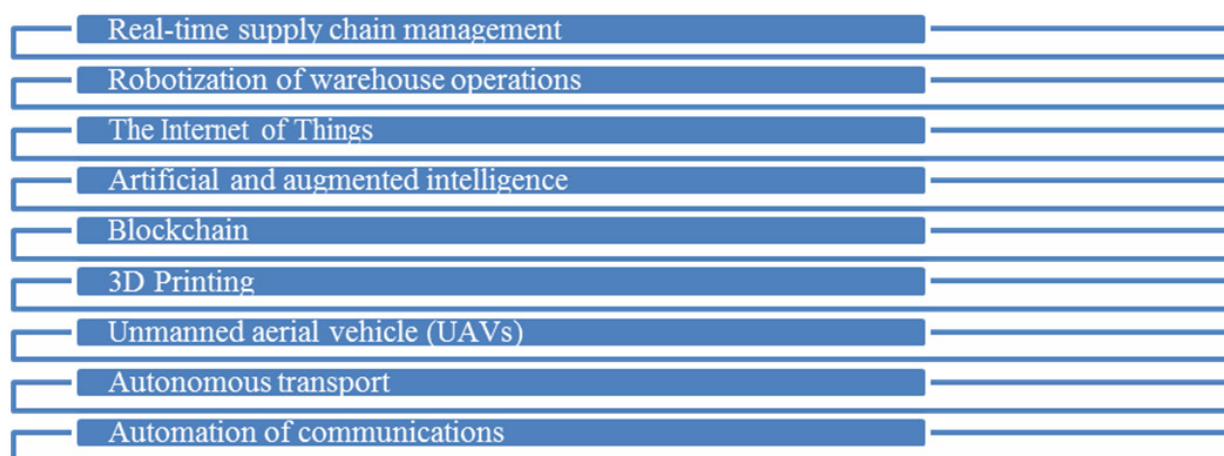 Real-time supply chain management
Robotization of warehouse operations
The Internet of Things
Artificial and augmented intelligence
Blockchain
3D Printing
Unmanned aerial vehicle (UAVs)
Autonomous transport
Automation of communications